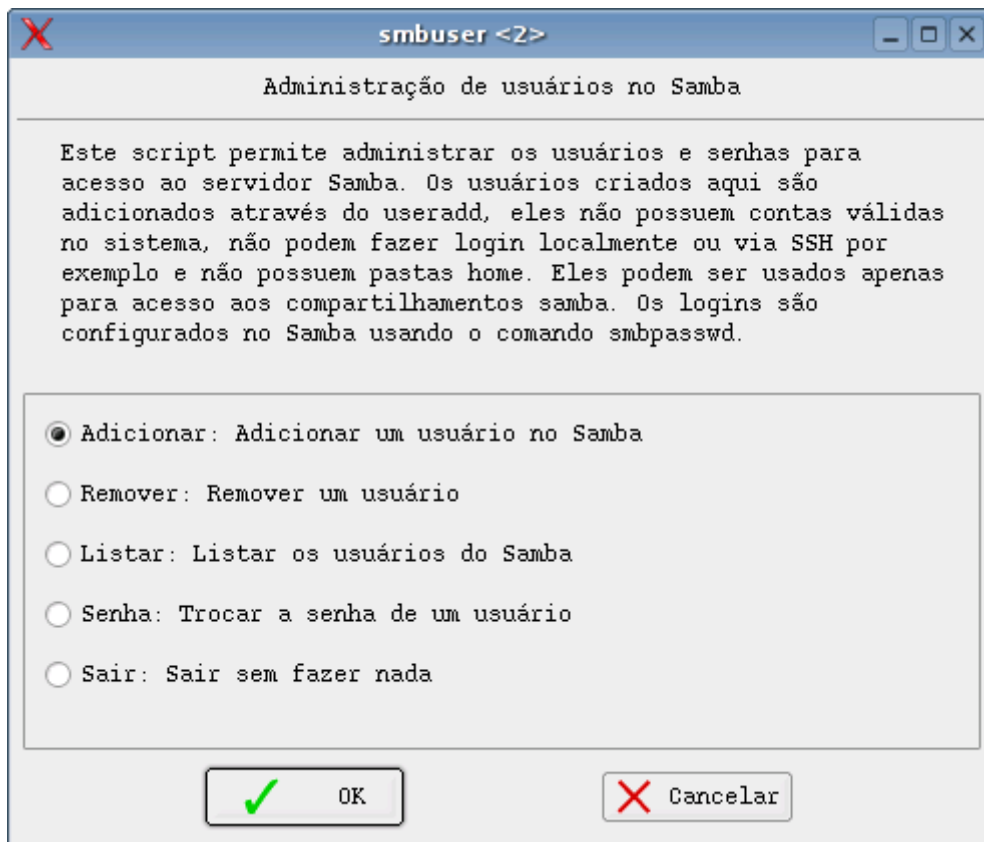 smbuser <2>
Administração de usuários no Samba
Este script permite administrar os usuários e senhas para
acesso ao servidor Samba. Os usuários criados aqui são
adicionados através do useradd, eles não possuem contas válidas
no sistema, não podem fazer login localmente ou via SSH por
exemplo e não possuem pastas home. Eles podem ser usados apenas
para acesso aos compartilhamentos samba. Os logins são
configurados no Samba usando o comando smbpasswd.
Adicionar: Adicionar um usuário no Samba
Remover: Remover um usuário
Listar: Listar os usuários do Samba
Senha: Trocar a senha de um usuário
Sair: Sair sem fazer nada
OK
Cancelar